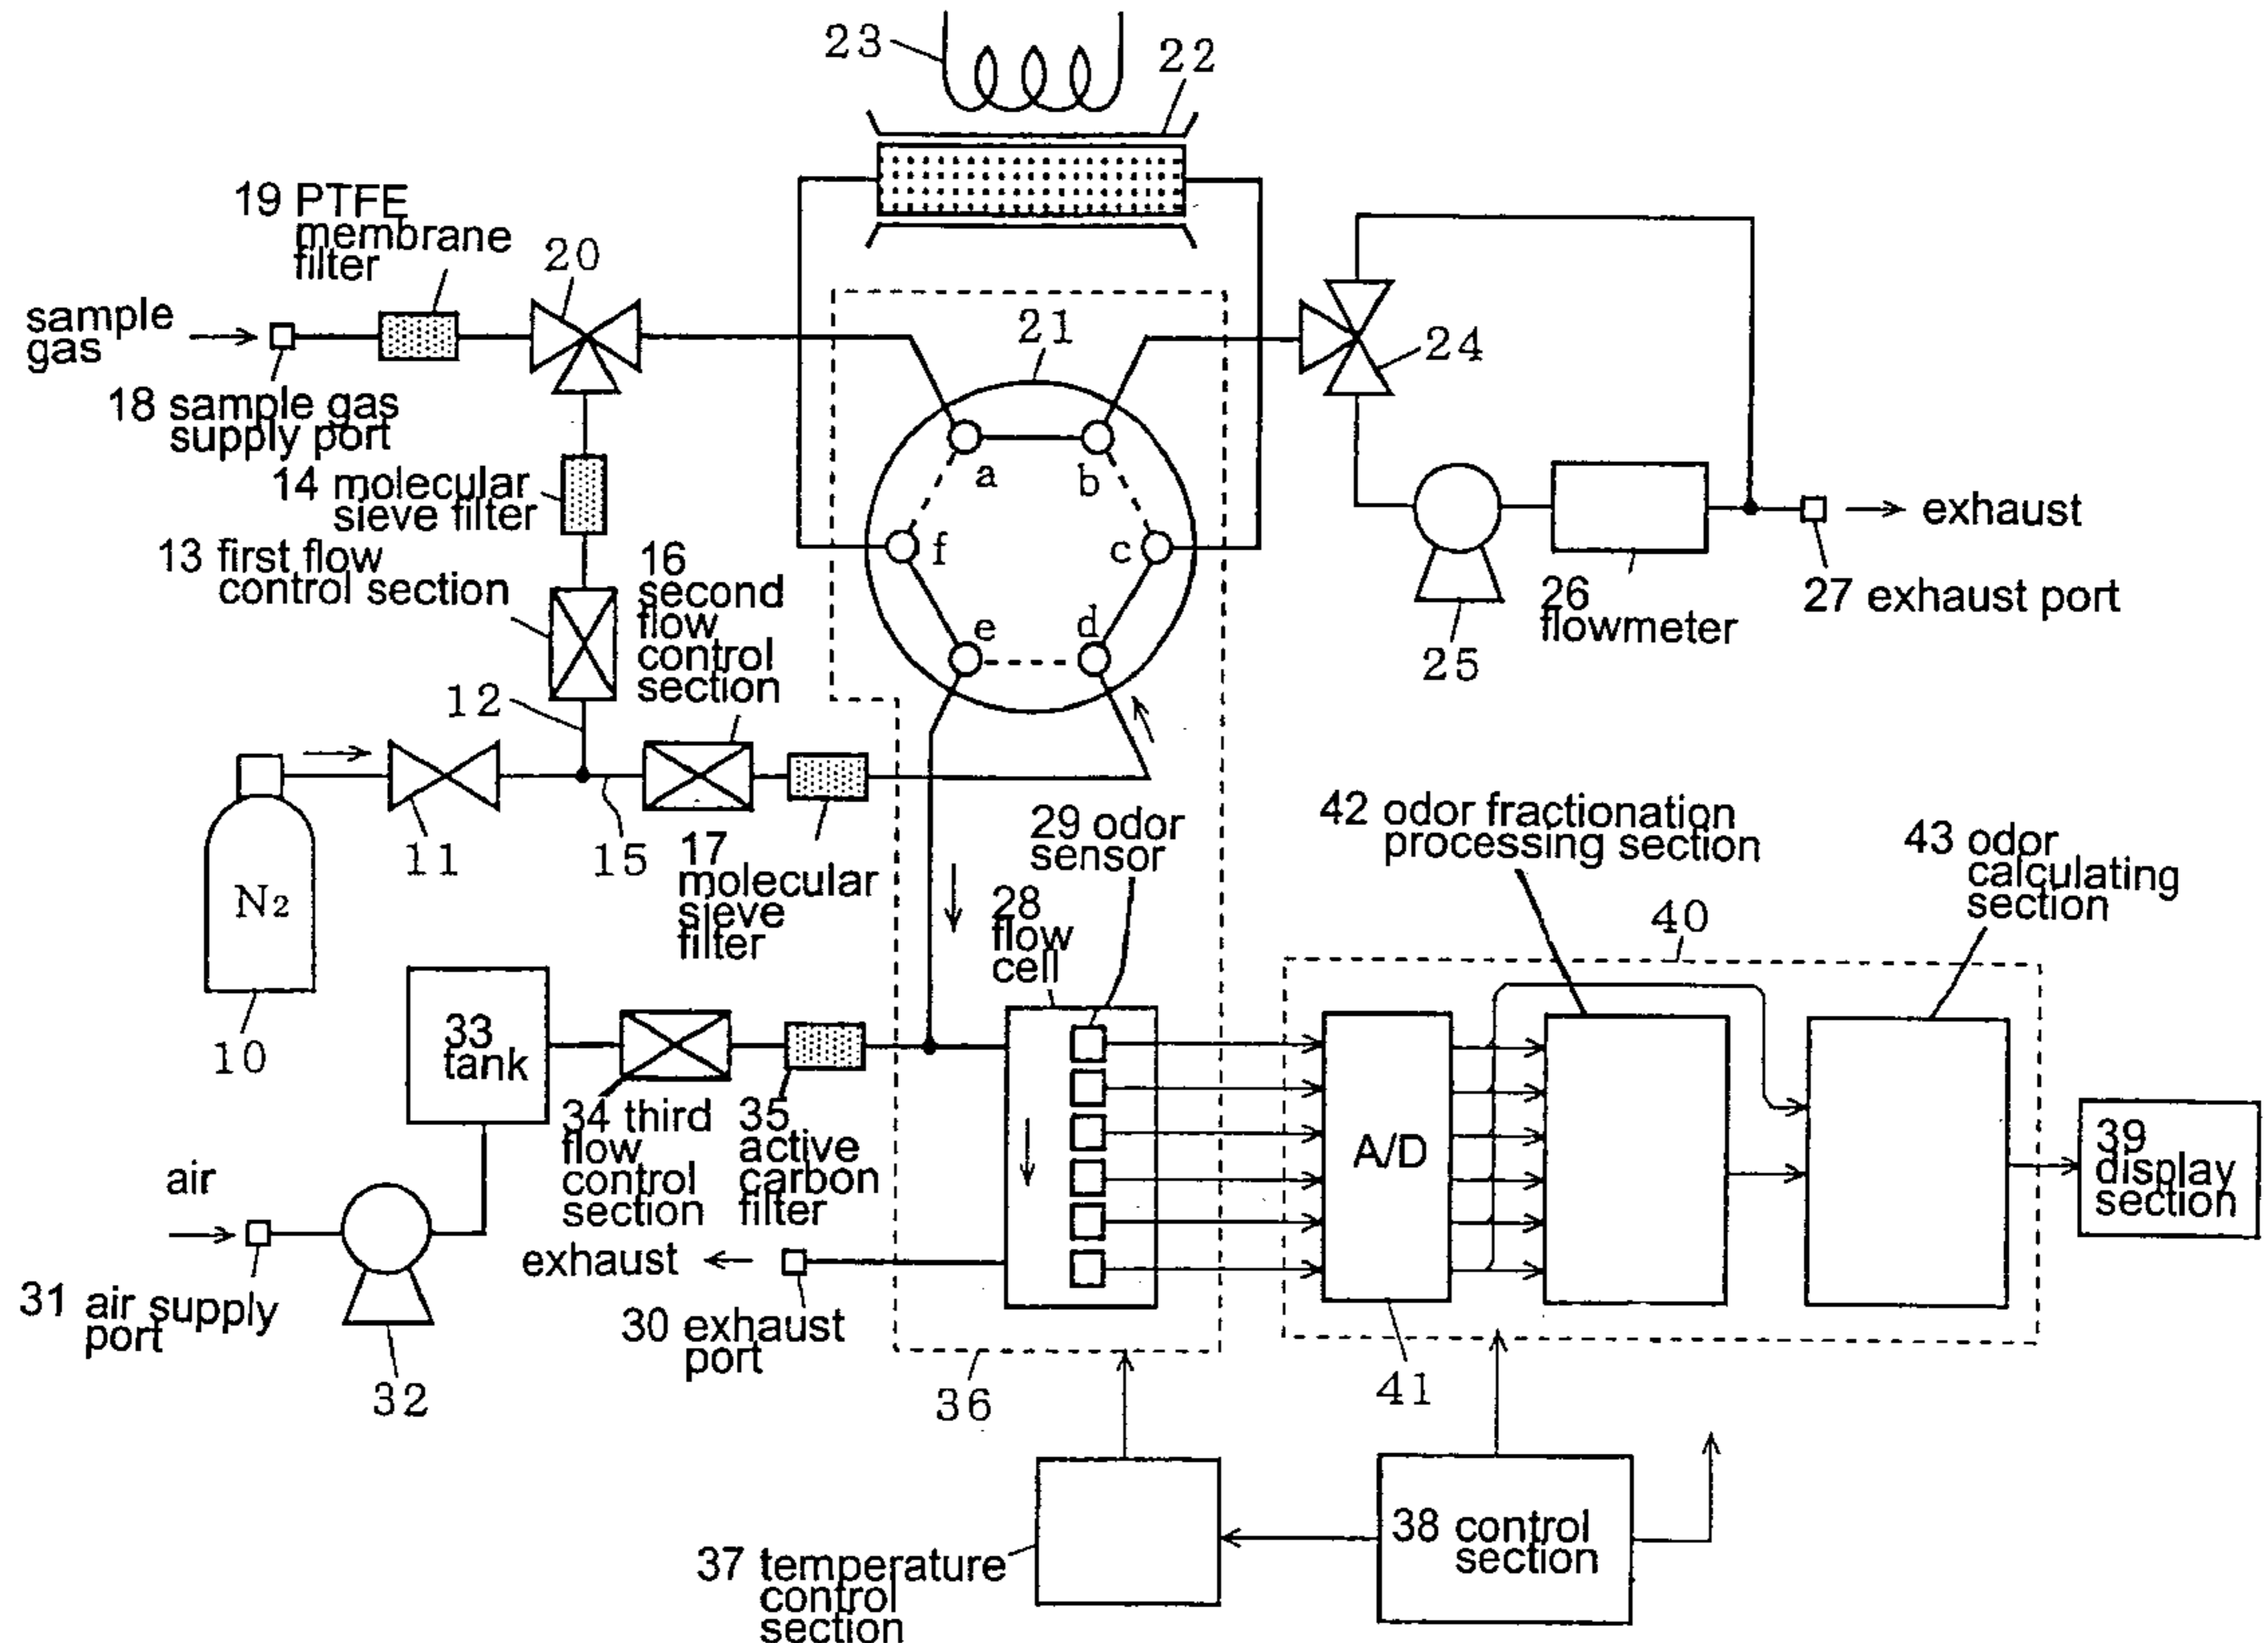 23
22
19 PTFE
membrane
filter
20
sample
gas
21
24
18 sample gas
supply port
a
b
14 molecular
sieve filter
exhaust
13 first flow
control section
16
second
flow
control
section
f
c
26
flowmeter
27 exhaust port
e
d
25
12
11
15
17
molecular
sieve
filter
N2
10
29 odor
sensor
28
flow
cell
42 odor fractionation
processing section
43 odor
calculating
section
40
33
tank
34 third
flow
control
section
35
active
carbon
filter
A/D
39
display
section
air
exhaust
31 air supply
port
30 exhaust
port
32
36
41
38 control
section
37 temperature
control
section